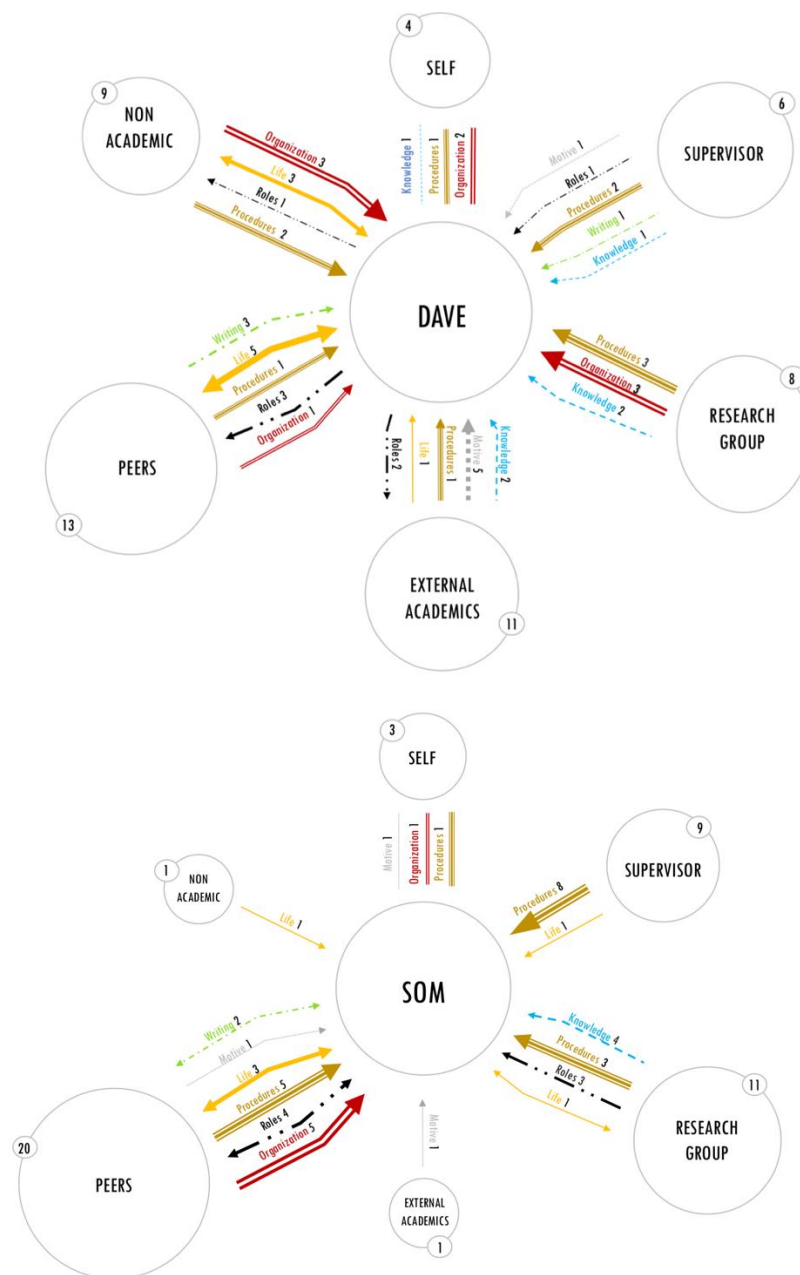 4
SELF
9
NON
ACADEMIC
6
SUPERVISOR
Organization 3
Life 3
Roles 1
Procedures 2
Knowledge 1
Procedures 1
Organization 2
Motive 1
Roles 1
Procedures 2
Writing 1
Knowledge 1
DAVE
Writing 3
Life 5
Procedures 1
Roles 3
Organization 1
PEERS
13
Roles 2
Life 1
Procedures 1
Motive 5
Knowledge 2
Procedures 3
Organization 3
Knowledge 2
8
RESEARCH
GROUP
EXTERNAL
ACADEMICS
11
3
SELF
1
NON
ACADEMIC
Life 1
Motive 1
Organization 1
Procedures 1
9
SUPERVISOR
Procedures 8
Life 1
SOM
Writing 2
Motive 1
Life 3
Procedures 5
Roles 4
Organization 5
20
PEERS
Motive 1
EXTERNAL
ACADEMICS
1
Knowledge 4
Procedures 3
Roles 3
Life 1
11
RESEARCH
GROUP